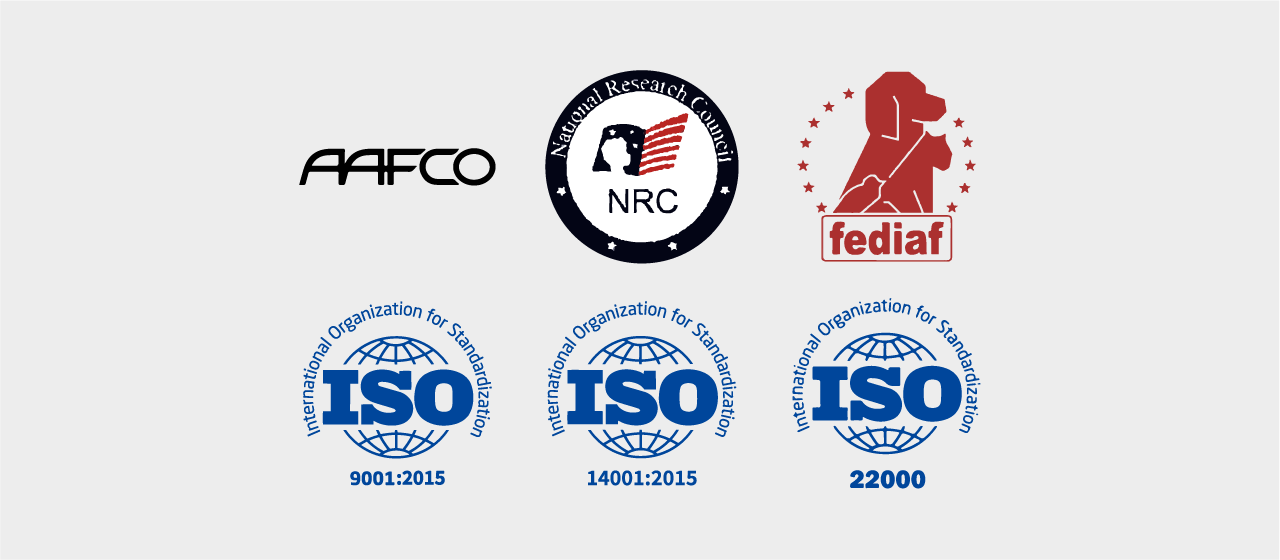 AAFCO
National Research Council
NRC
fediaf
International Organization for Standardization
ISO
9001:2015
International Organization for Standardization
ISO
14001:2015
International Organization for Standardization
ISO
22000